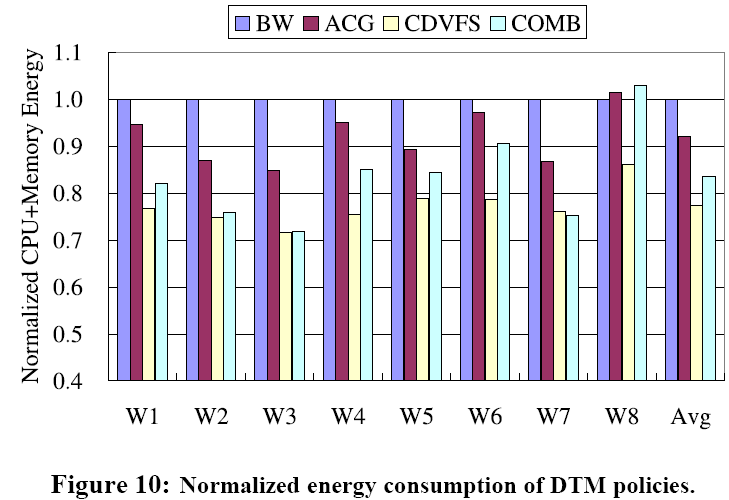 BW ACG CDVFS COMB
Normalized CPU+Memory Energy
1.1
1.0
0.9
0.8
0.7
0.6
0.5
0.4
W1 W2 W3 W4 W5 W6 W7 W8 Avg
Figure 10: Normalized energy consumption of DTM policies.